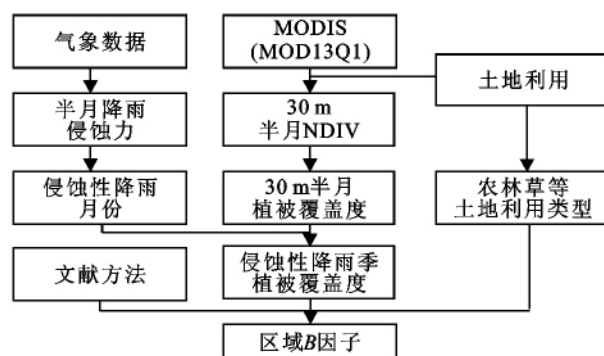 气象数据
MODIS
(MOD13Q1)
土地利用
半月降雨
侵蚀力
30 m
半月NDIV
侵蚀性降雨
月份
30 m半月
植被覆盖度
农林草等
土地利用类型
文献方法
侵蚀性降雨季
植被覆盖度
区域B因子